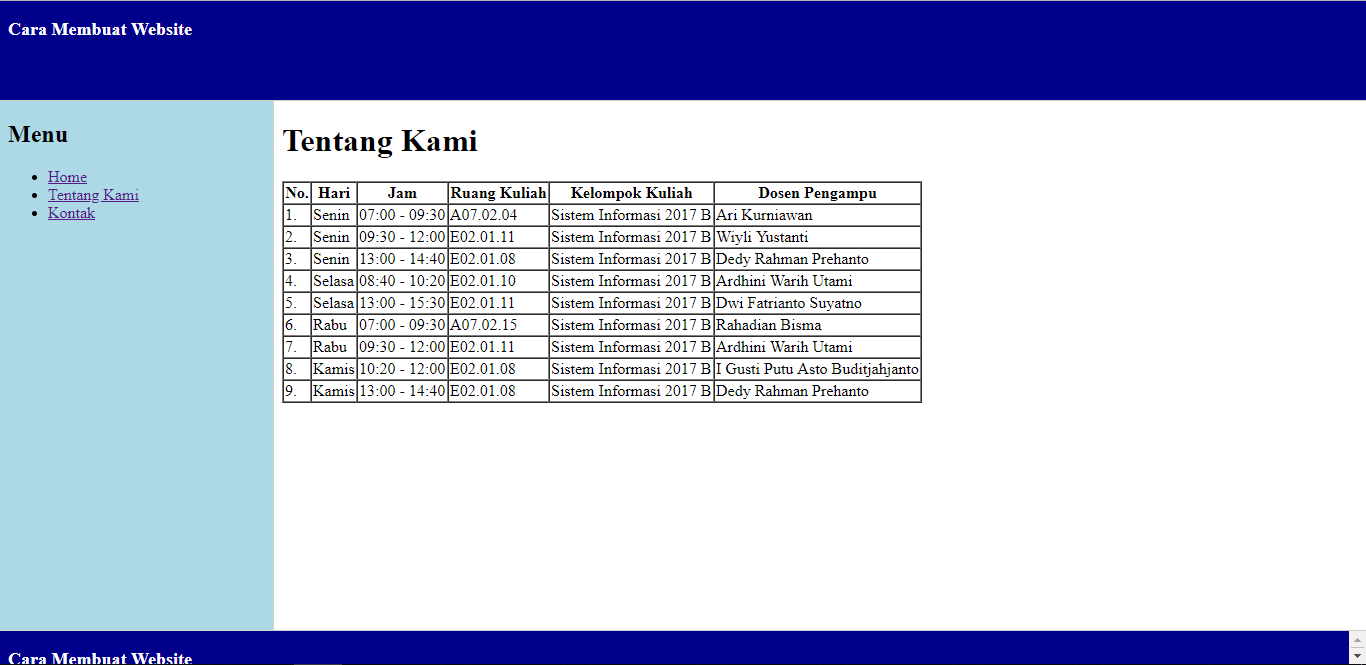 Cara Membuat Website
Menu
Home
Tentang Kami
Kontak
Tentang Kami
No. Hari Jam Ruang Kuliah Kelompok Kuliah Dosen Pengampu
1. Senin 07:00 - 09:30 A07.02.04 Sistem Informasi 2017 B Ari Kurniawan
2. Senin 09:30 - 12:00 E02.01.11 Sistem Informasi 2017 B Wiyli Yustanti
3. Senin 13:00 - 14:40 E02.01.08 Sistem Informasi 2017 B Dedy Rahman Prehanto
4. Selasa 08:40 - 10:20 E02.01.10 Sistem Informasi 2017 B Ardhini Warih Utami
5. Selasa 13:00 - 15:30 E02.01.11 Sistem Informasi 2017 B Dwi Fatrianto Suyatno
6. Rabu 07:00 - 09:30 A07.02.15 Sistem Informasi 2017 B Rahadian Bisma
7. Rabu 09:30 - 12:00 E02.01.11 Sistem Informasi 2017 B Ardhini Warih Utami
8. Kamis 10:20 - 12:00 E02.01.08 Sistem Informasi 2017 B I Gusti Putu Asto Buditjahjanto
9. Kamis 13:00 - 14:40 E02.01.08 Sistem Informasi 2017 B Dedy Rahman Prehanto
Cara Membuat Website